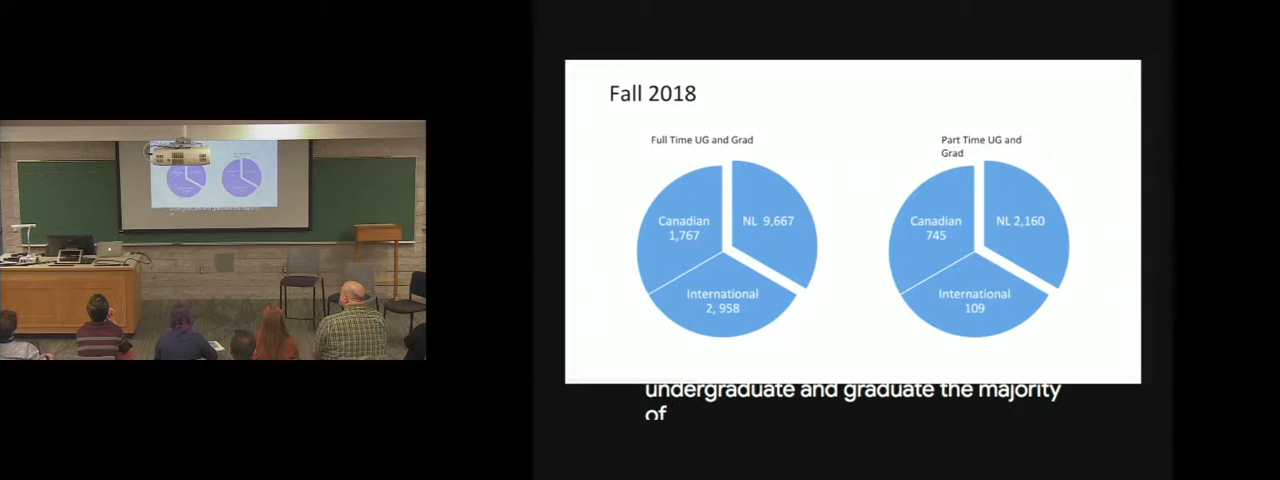 Fall 2018
Full Time UG and Grad
Canadian
1,767
NL 9,667
International
2, 958
Part Time UG and
Grad
Canadian
745
NL 2,160
International
109
undergraduate and graduate the majority
of